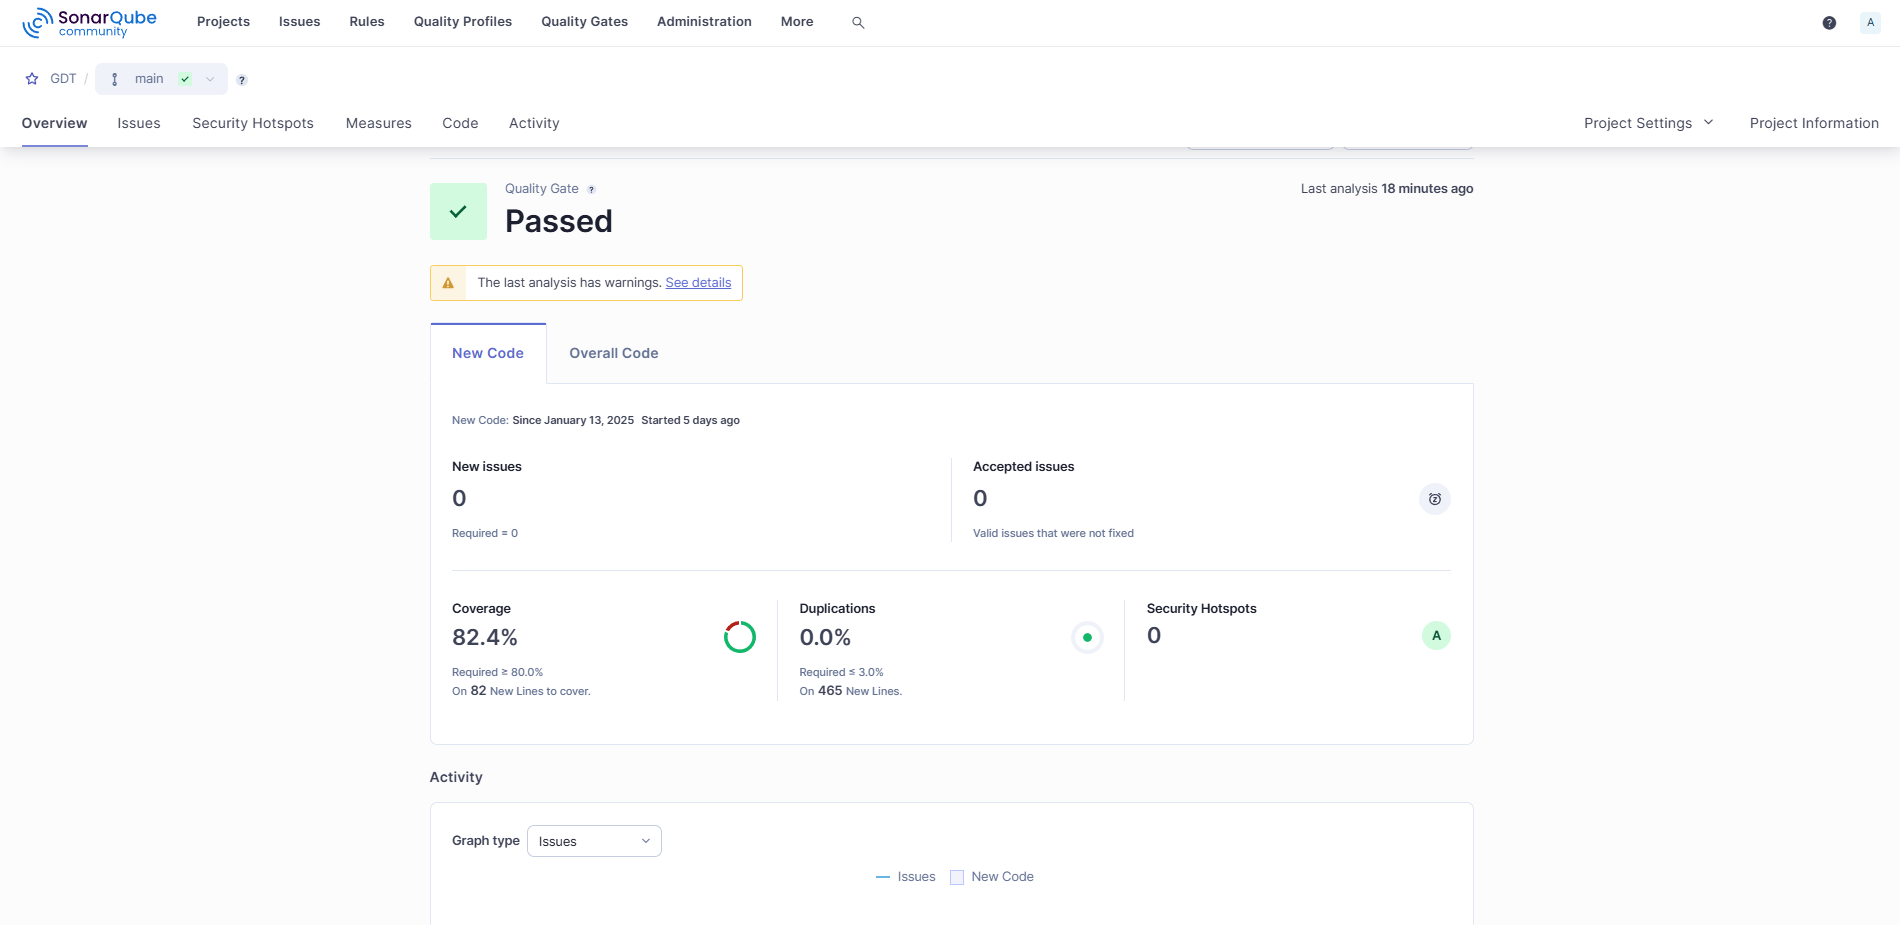 SonarQube community Projects Issues Rules Quality Profiles Quality Gates Administration More ? A
GDT / main ?
Overview Issues Security Hotspots Measures Code Activity Project Settings Project Information
Quality Gate ? Last analysis 18 minutes ago
Passed
The last analysis has warnings. See details
New Code Overall Code
New Code: Since January 13, 2025 Started 5 days ago
New issues Accepted issues
0 0
Required = 0 Valid issues that were not fixed
Coverage Duplications Security Hotspots
82.4% 0.0% 0 A
Required ≥ 80.0% Required ≤ 3.0%
On 82 New Lines to cover. On 465 New Lines.
Activity
Graph type Issues
Issues New Code